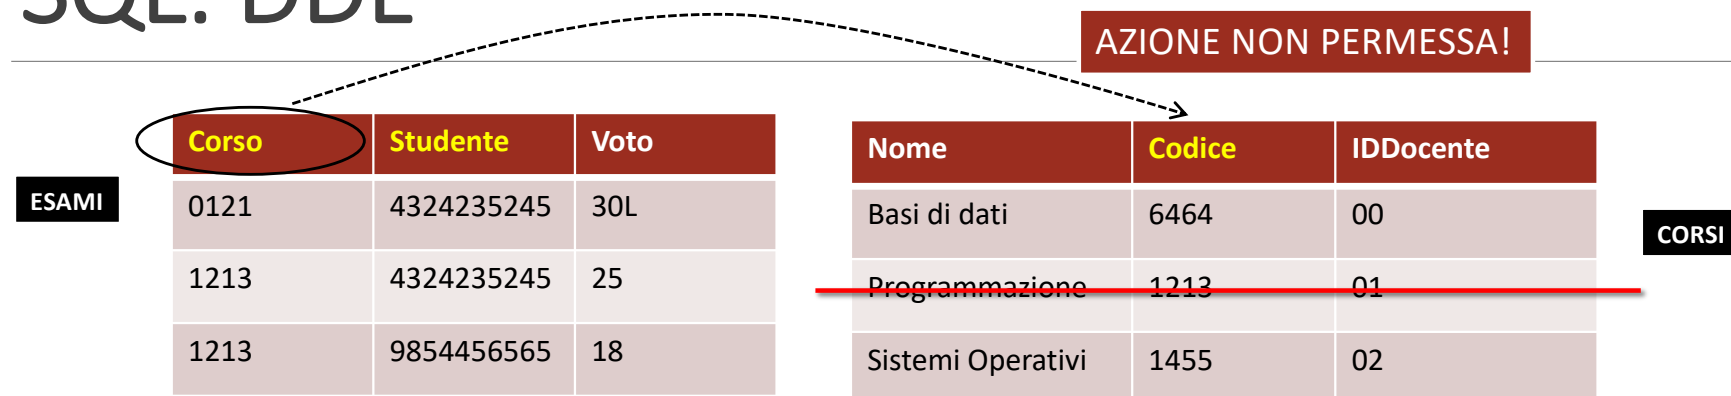 SQL: DDL
AZIONE NON PERMESSA!
ESAMI
Corso Studente Voto
0121 4324235245 30L
1213 4324235245 25
1213 9854456565 18
Nome Codice IDDocente
Basi di dati 6464 00
Programmazione 1213 01
Sistemi Operativi 1455 02
CORSI